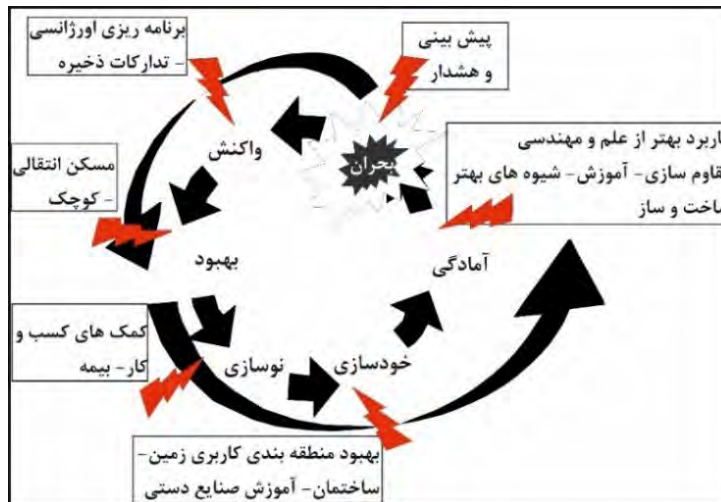 برنامه ریزی اورژانسی
- تدارکات ذخیره
پیش بینی
و هشدار
اربرد بهتر از علم و مهندسی
قاوم سازی- آموزش- شیوه های بهتر
ساخت و ساز
بحران
واکنش
مسکن انتقالی
- کوچک
بهبود
آمادگی
کمک های کسب و
کار- بیمه
نوسازی
خودسازی
بهبود منطقه بندی کاربری زمین-
ساختمان- آموزش صنایع دستی